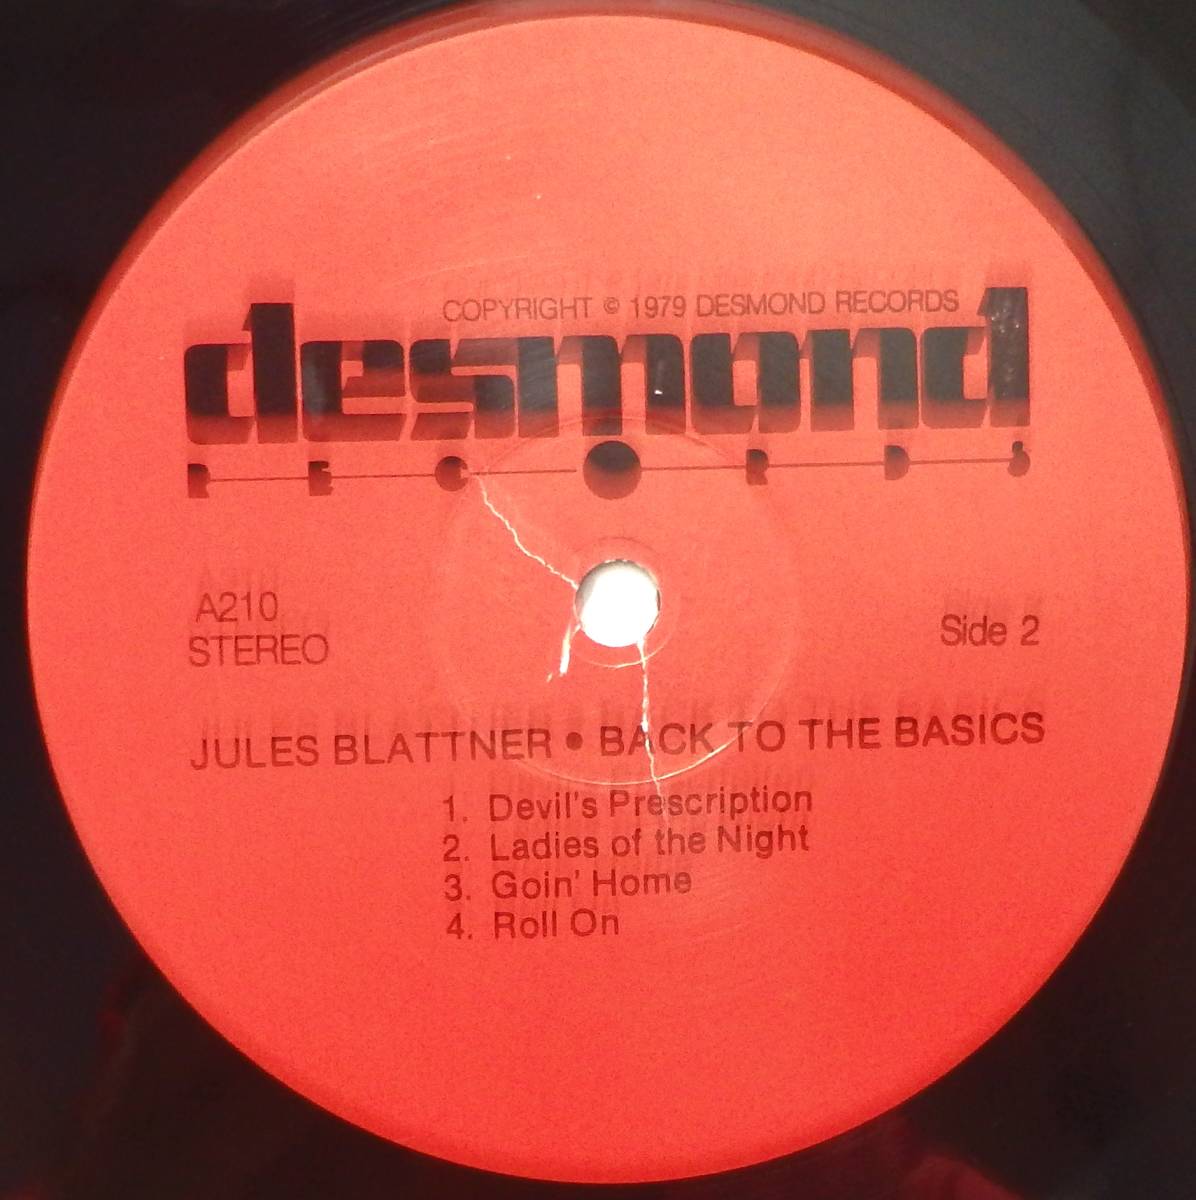 COPYRIGHT © 1979 DESMOND RECORDS
desmond
RECORDS
A210
STEREO
Side 2
JULES BLATTNER • BACK TO THE BASICS
1. Devil's Prescription
2. Ladies of the Night
3. Goin' Home
4. Roll On